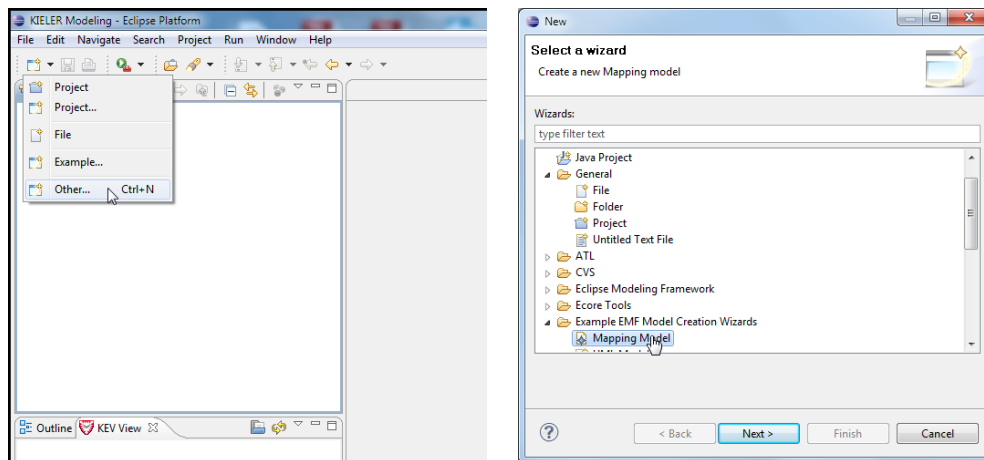 KIELER Modeling - Eclipse Platform
File Edit Navigate Search Project Run Window Help
Project
Project...
File
Example...
Other... Ctrl+N
Outline KEV View
New
Select a wizard
Create a new Mapping model
Wizards:
type filter text
Java Project
General
File
Folder
Project
Untitled Text File
ATL
CVS
Eclipse Modeling Framework
Ecore Tools
Example EMF Model Creation Wizards
Mapping Model
< Back Next > Finish Cancel